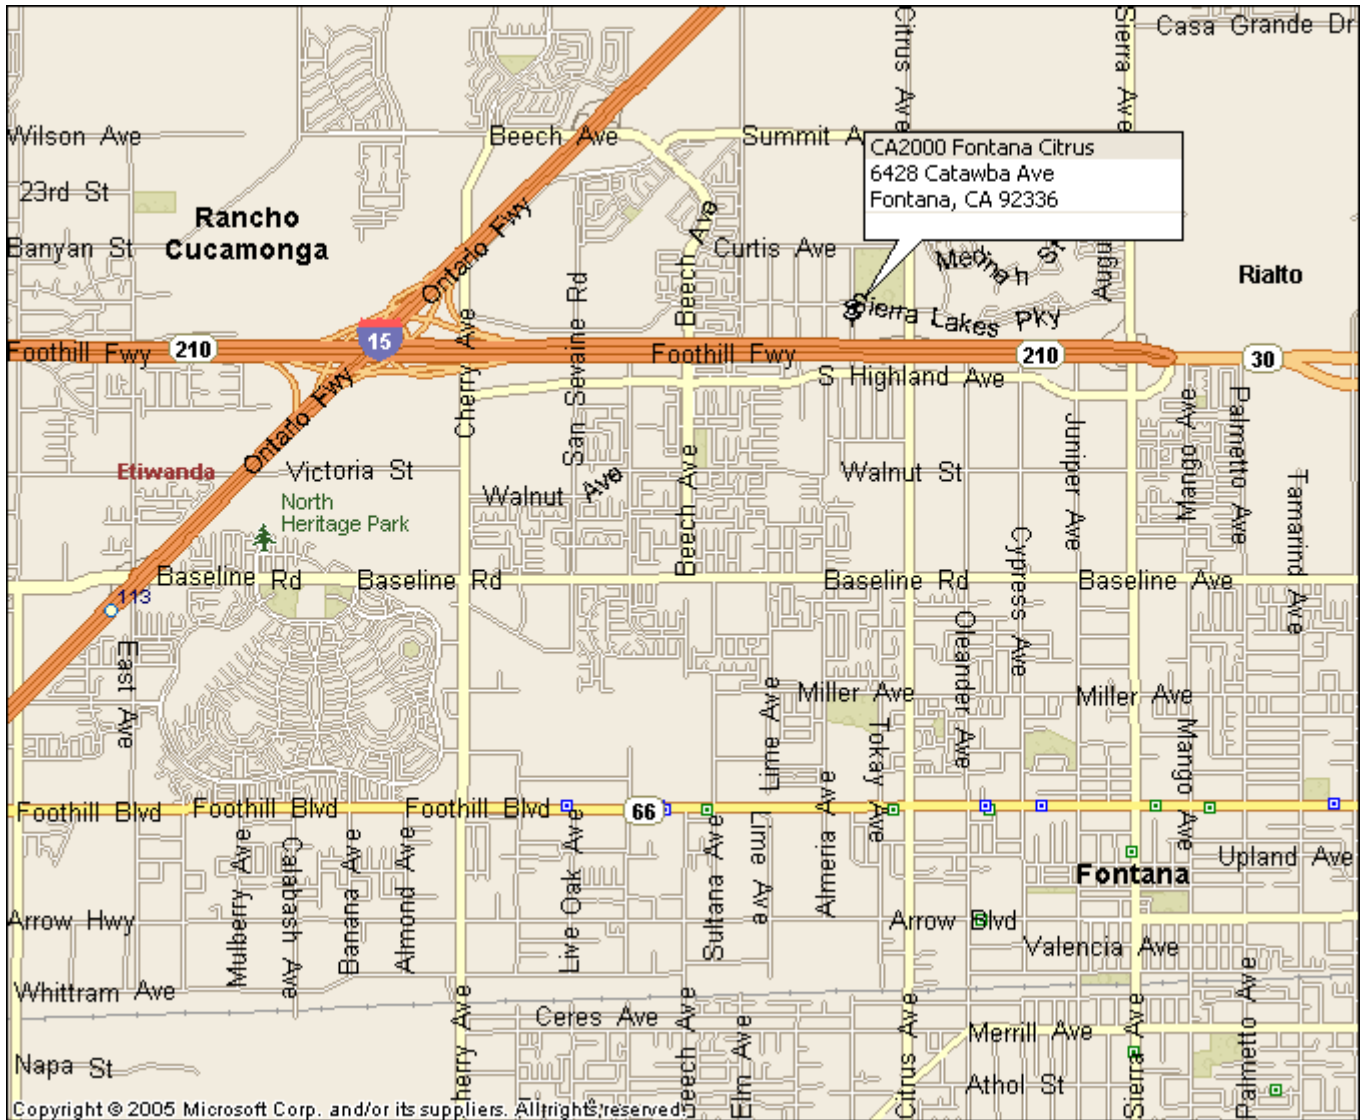 Citrus Ave
Sierra Ave
Casa Grande Dr
Wilson Ave
Beech Ave
Summit A
CA2000 Fontana Citrus
6428 Catawba Ave
Fontana, CA 92336
23rd St
Rancho
Cucamonga
Banyan St
Ontario Fwy
San Sevaine Rd
Beech Ave
Curtis Ave
Medinah St
Rialto
Sierra Lakes Pky
Foothill Fwy
210
15
Cherry Ave
Foothill Fwy
210
30
S Highland Ave
Ontario Fwy
Juniper Ave
Mango Ave
Palmetto Ave
Etiwanda
Victoria St
Walnut Ave
Beech Ave
Walnut St
Tamarind Ave
North
Heritage Park
Cypress Ave
Baseline Rd
Baseline Rd
Baseline Rd
Baseline Ave
113
East Ave
Oleander Ave
Lime Ave
Miller Ave
Miller Ave
Tokay Ave
Mango Ave
Almeria Ave
Foothill Blvd
Foothill Blvd
Foothill Blvd
66
Mulberry Ave
Calabash Ave
Banana Ave
Almond Ave
Live Oak Ave
Sultana Ave
Lime Ave
Upland Ave
Fontana
Arrow Hwy
Arrow Blvd
Valencia Ave
Whittram Ave
Cherry Ave
Ceres Ave
Beech Ave
Elm Ave
Citrus Ave
Merrill Ave
Sierra Ave
Palmetto Ave
Napa St
Athol St
Copyright © 2005 Microsoft Corp. and/or its suppliers. All rights reserved.